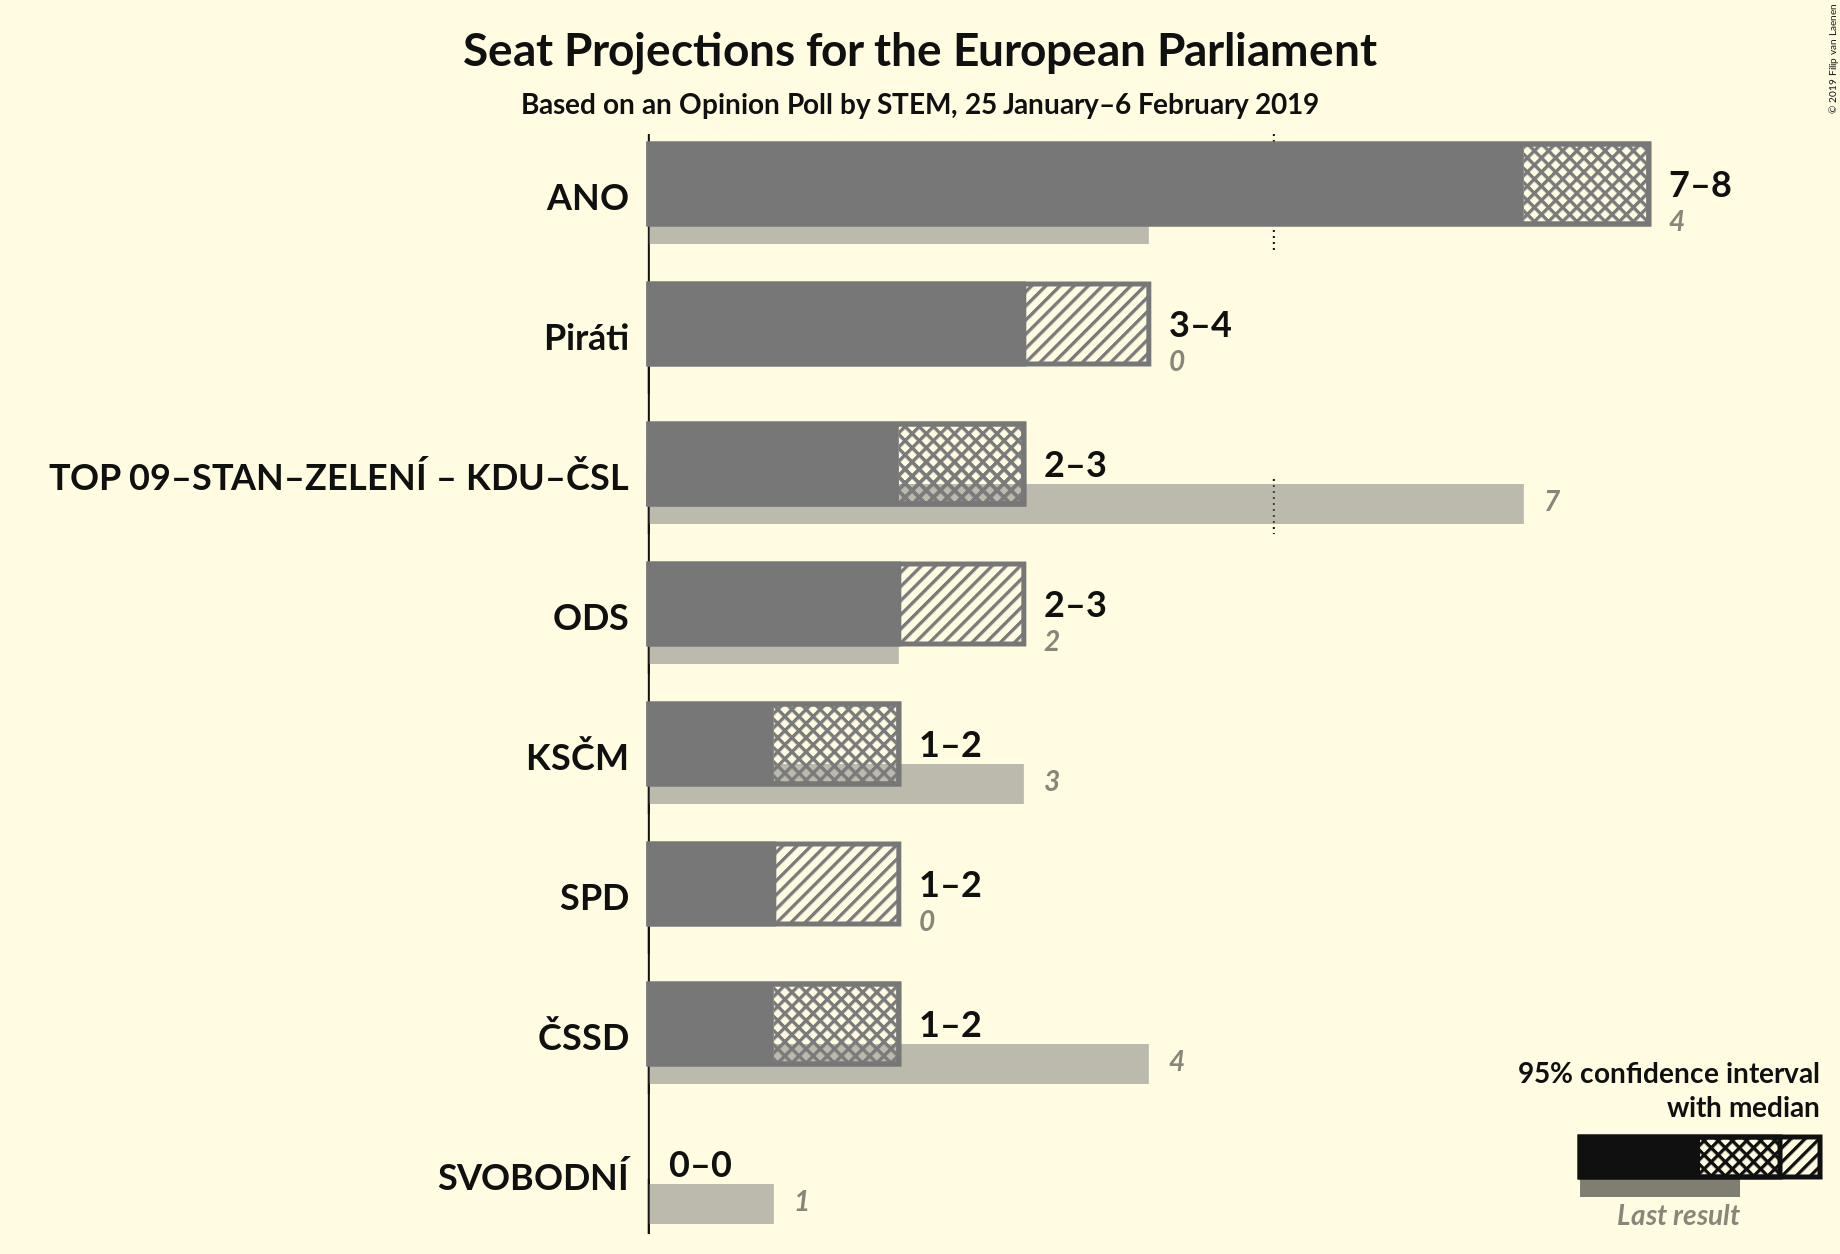 Seat Projections for the European Parliament
Based on an Opinion Poll by STEM, 25 January–6 February 2019
© 2019 Filip van Laenen
ANO
7–8
4
Piráti
3–4
0
TOP 09–STAN–ZELENÍ – KDU–ČSL
2–3
7
ODS
2–3
2
KSČM
1–2
3
SPD
1–2
0
ČSSD
1–2
4
SVOBODNÍ
0–0
1
95% confidence interval
with median
Last result